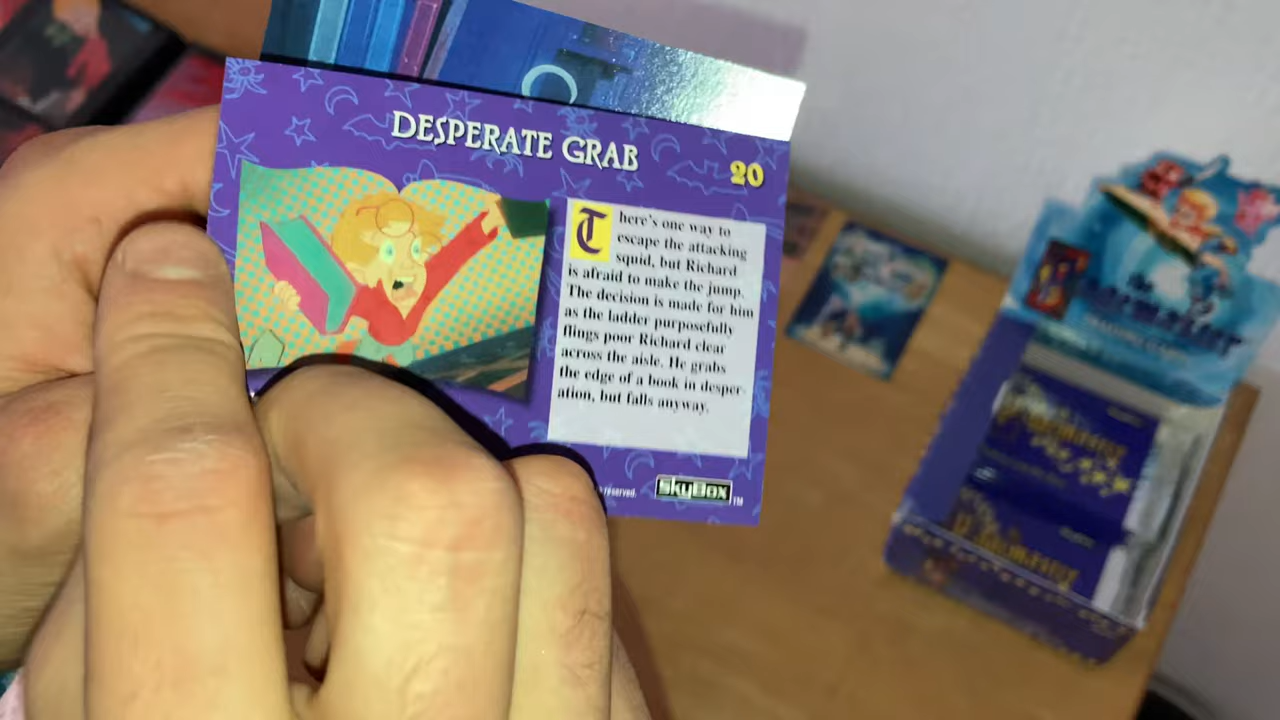 DESPERATE GRAB
20
There's one way to
escape the attacking
squid, but Richard
is afraid to make the jump.
The decision is made for him
as the ladder purposefully
flings poor Richard clear
across the aisle. He grabs
the edge of a book in desper-
ation, but falls anyway.
reserved.
SkyBox
TM
the